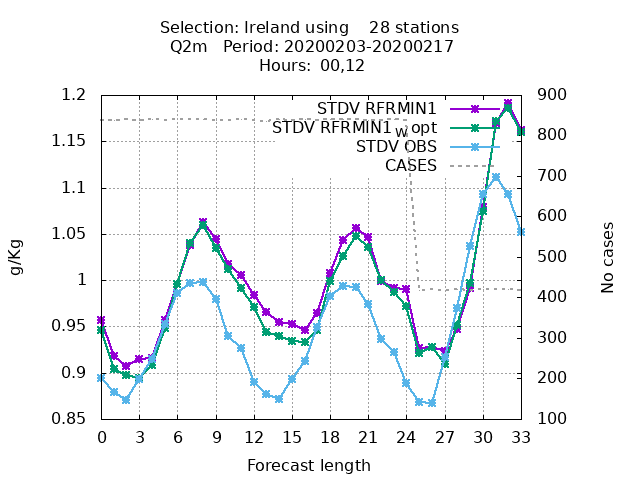 Selection: Ireland using    28 stations
Q2m   Period: 20200203-20200217
Hours:  00,12
1.2
1.15
1.1
1.05
1
0.95
0.9
0.85
900
800
700
600
500
400
300
200
100
g/Kg
No cases
STDV RFRMIN1
STDV RFRMIN1_wopt
STDV OBS
CASES
0 3 6 9 12 15 18 21 24 27 30 33
Forecast length